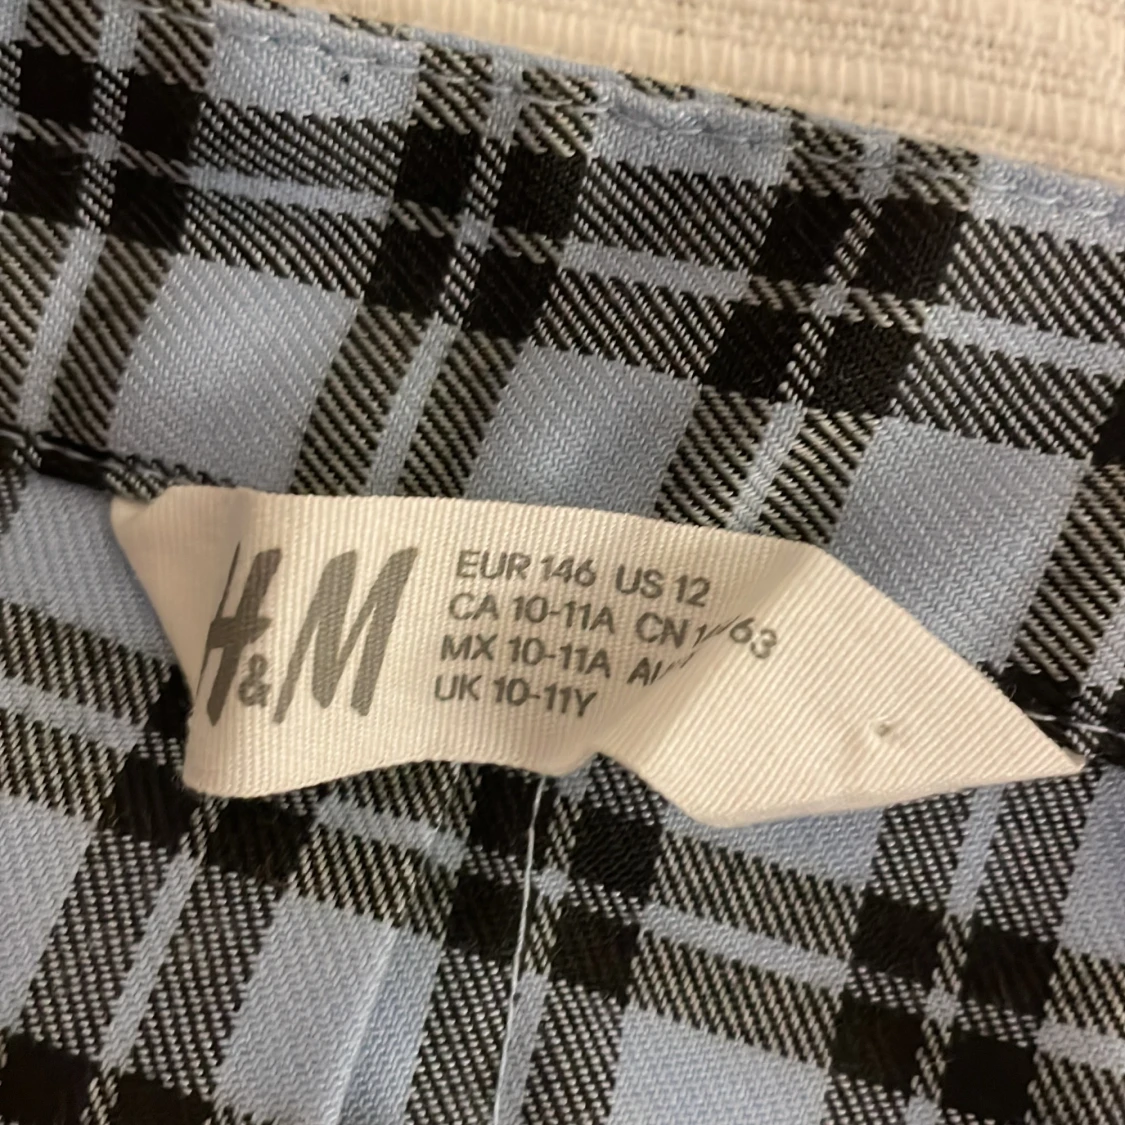 H&M
EUR 146 US 12
CA 10-11A CN
MX 10-11A
UK 10-11Y